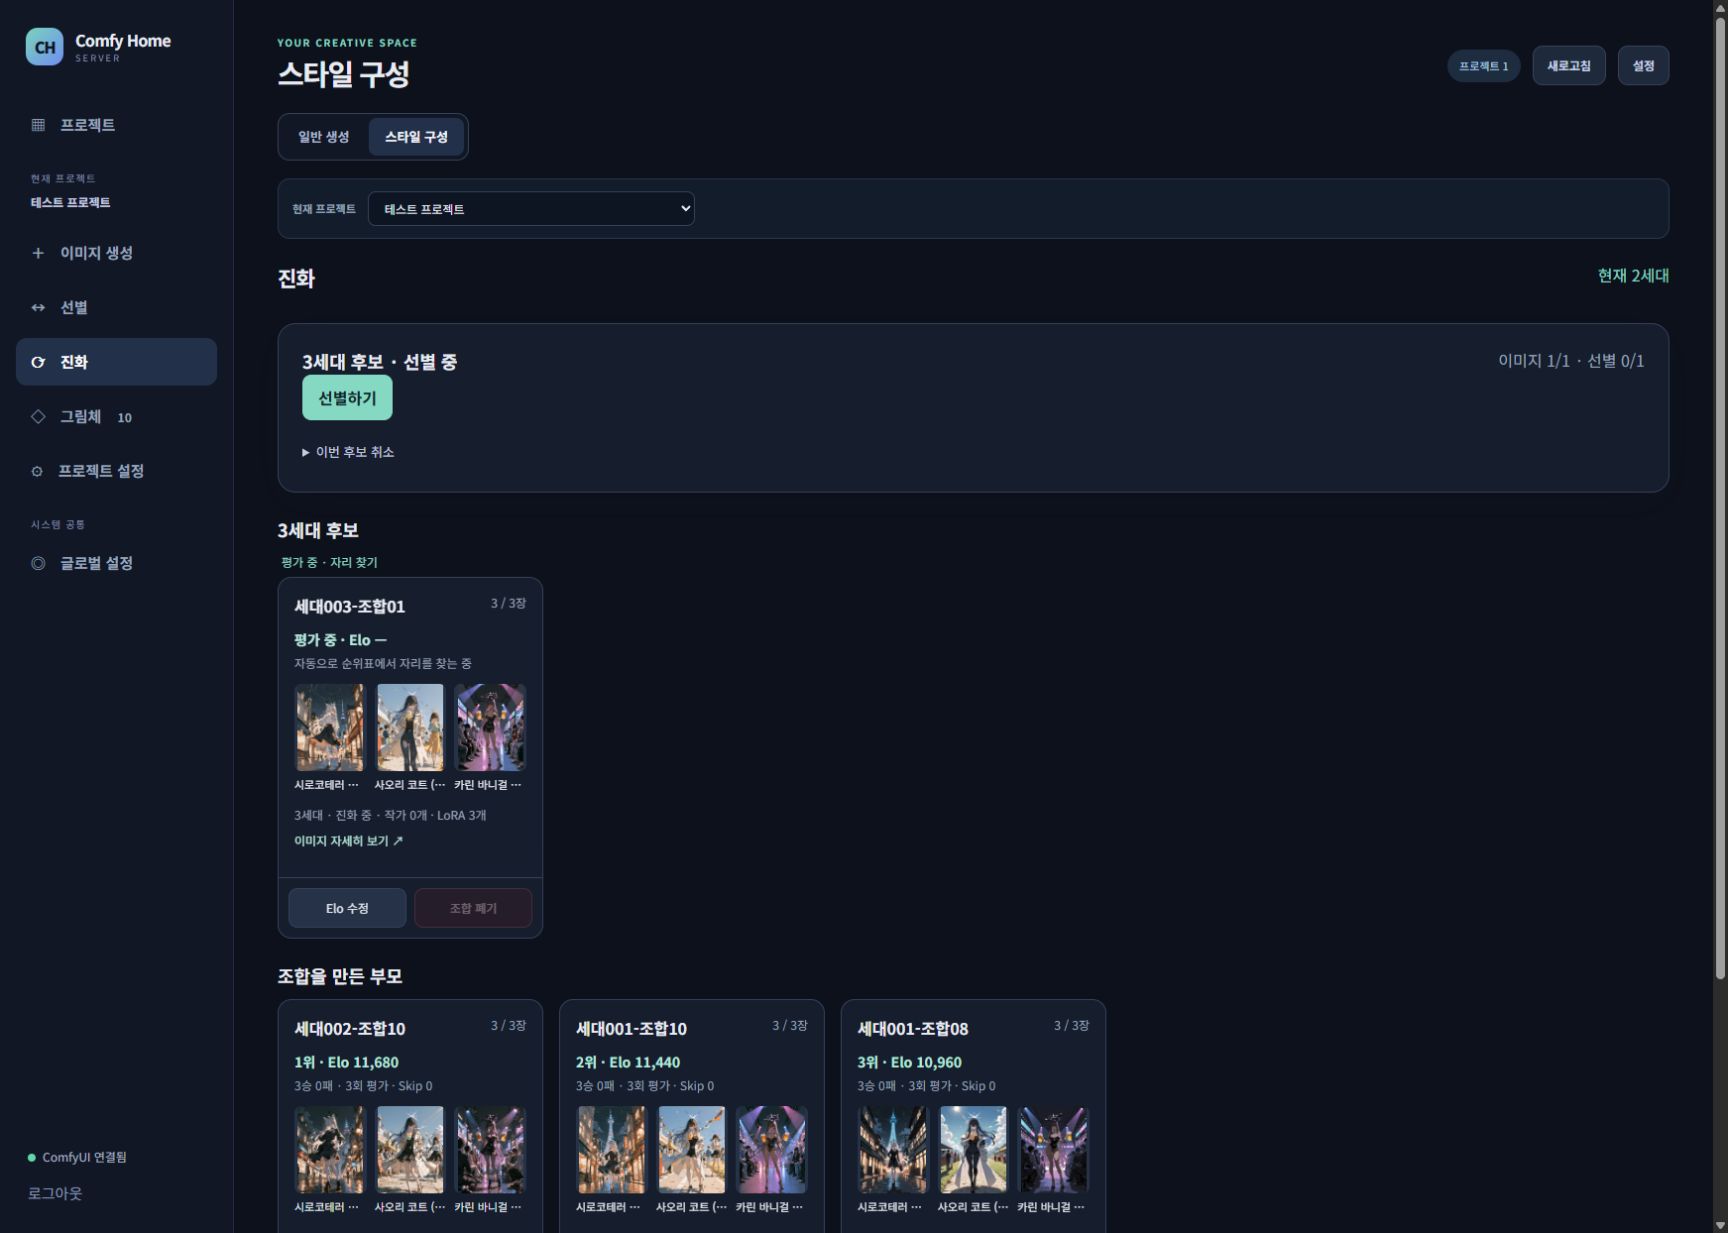 CH
Comfy Home
SERVER
프로젝트
현재 프로젝트
테스트 프로젝트
이미지 생성
선별
진화
그림체 10
프로젝트 설정
시스템 공통
글로벌 설정
ComfyUI 연결됨
로그아웃
YOUR CREATIVE SPACE
스타일 구성
프로젝트 1
새로고침
설정
일반 생성
스타일 구성
현재 프로젝트
테스트 프로젝트
진화
현재 2세대
3세대 후보 · 선별 중
이미지 1/1 · 선별 0/1
선별하기
▶ 이번 후보 취소
3세대 후보
평가 중 · 자리 찾기
세대003-조합01
3 / 3장
평가 중 · Elo —
자동으로 순위표에서 자리를 찾는 중
시로코테러 ···
사오리 코트 (···
카린 바니걸 ···
3세대 · 진화 중 · 작가 0개 · LoRA 3개
이미지 자세히 보기 ↗
Elo 수정
조합 폐기
조합을 만든 부모
세대002-조합10
3 / 3장
1위 · Elo 11,680
3승 0패 · 3회 평가 · Skip 0
시로코테러 ···
사오리 코트 (···
카린 바니걸 ···
세대001-조합10
3 / 3장
2위 · Elo 11,440
3승 0패 · 3회 평가 · Skip 0
시로코테러 ···
사오리 코트 (···
카린 바니걸 ···
세대001-조합08
3 / 3장
3위 · Elo 10,960
3승 0패 · 3회 평가 · Skip 0
시로코테러 ···
사오리 코트 (···
카린 바니걸 ···